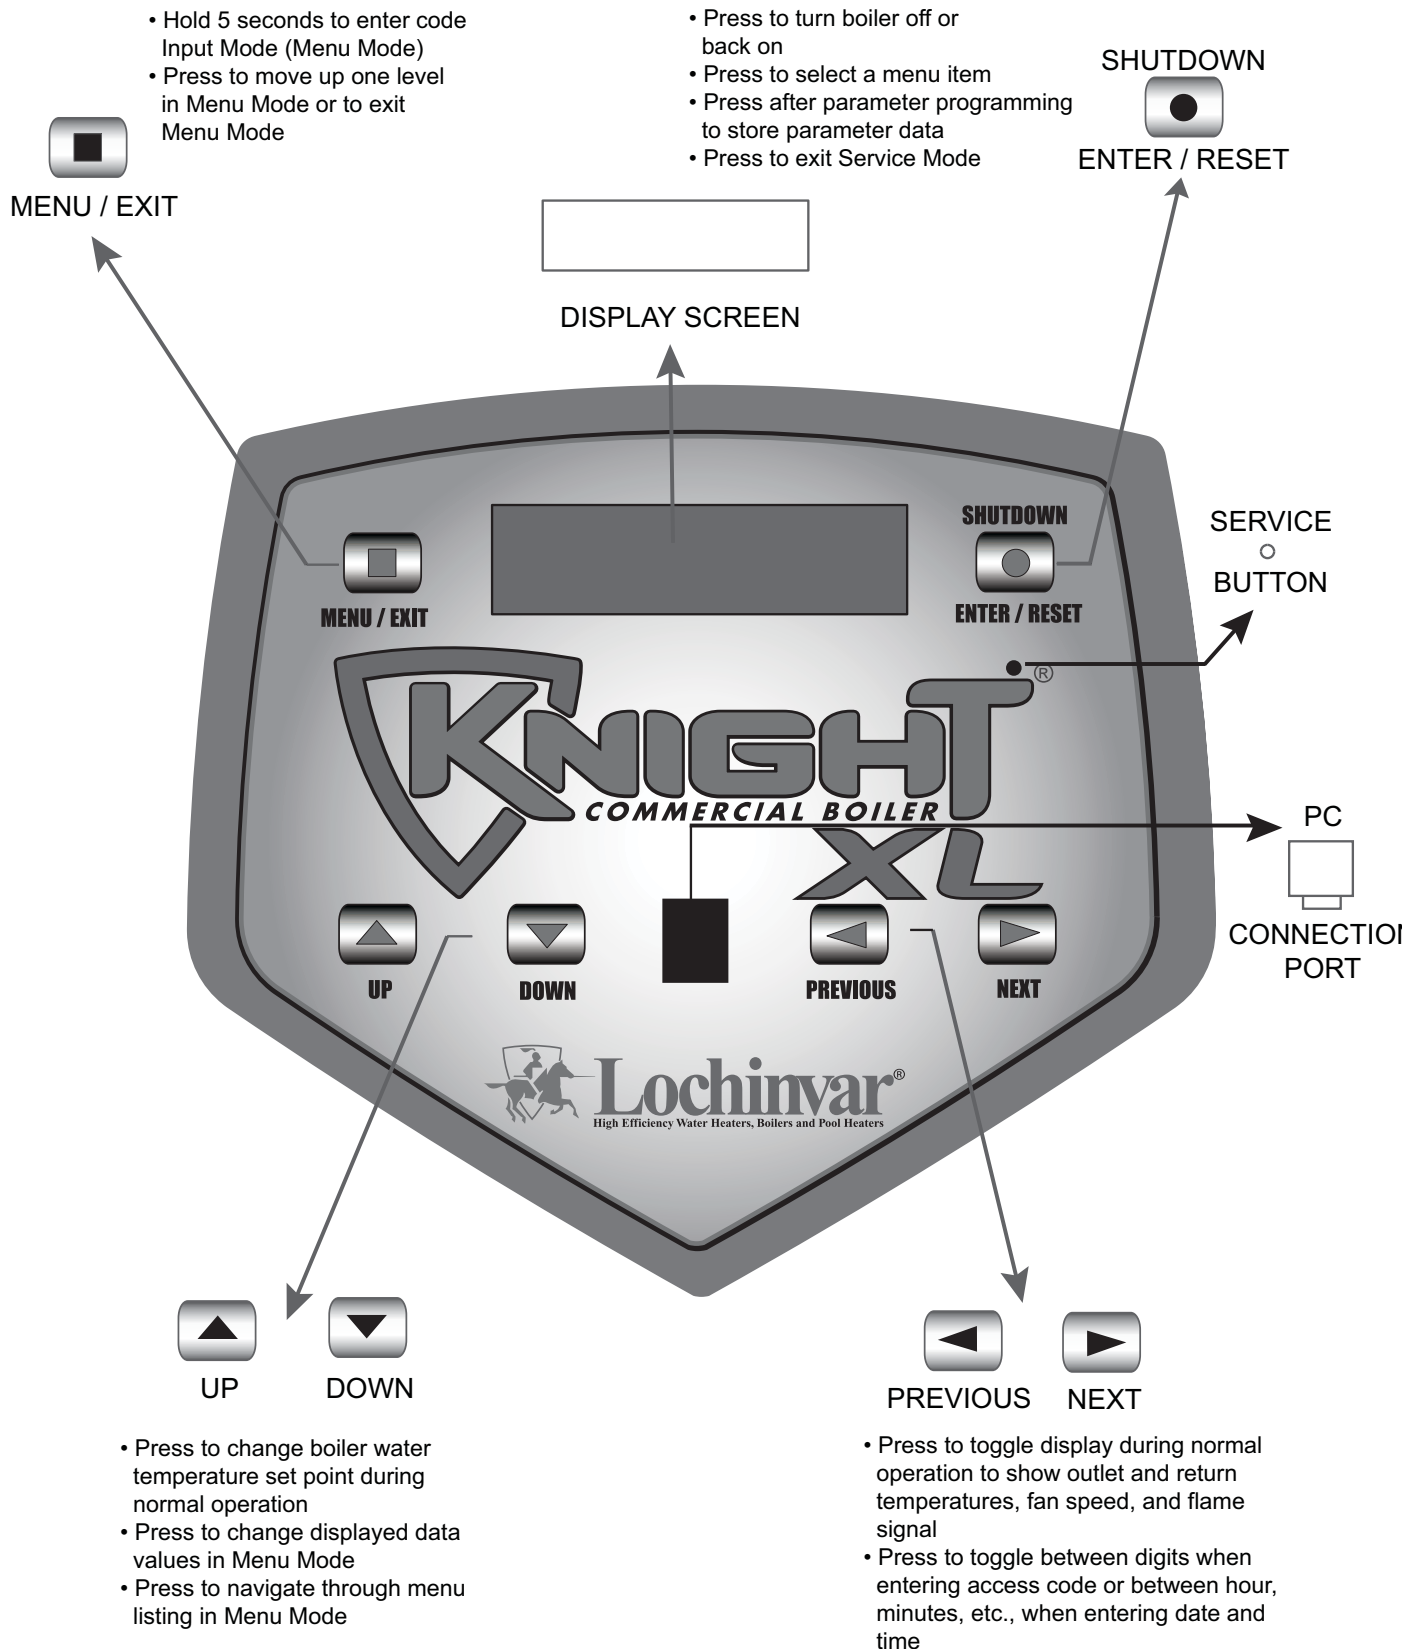 • Hold 5 seconds to enter code
Input Mode (Menu Mode)
• Press to move up one level
in Menu Mode or to exit
Menu Mode
MENU / EXIT
• Press to turn boiler off or
back on
• Press to select a menu item
• Press after parameter programming
to store parameter data
• Press to exit Service Mode
SHUTDOWN
ENTER / RESET
DISPLAY SCREEN
SHUTDOWN
MENU / EXIT
ENTER / RESET
SERVICE
BUTTON
KNIGHT®
COMMERCIAL BOILER
XL
PC
CONNECTION
PORT
UP
DOWN
PREVIOUS
NEXT
Lochinvar®
High Efficiency Water Heaters, Boilers and Pool Heaters
UP
DOWN
• Press to change boiler water
temperature set point during
normal operation
• Press to change displayed data
values in Menu Mode
• Press to navigate through menu
listing in Menu Mode
PREVIOUS
NEXT
• Press to toggle display during normal
operation to show outlet and return
temperatures, fan speed, and flame
signal
• Press to toggle between digits when
entering access code or between hour,
minutes, etc., when entering date and
time